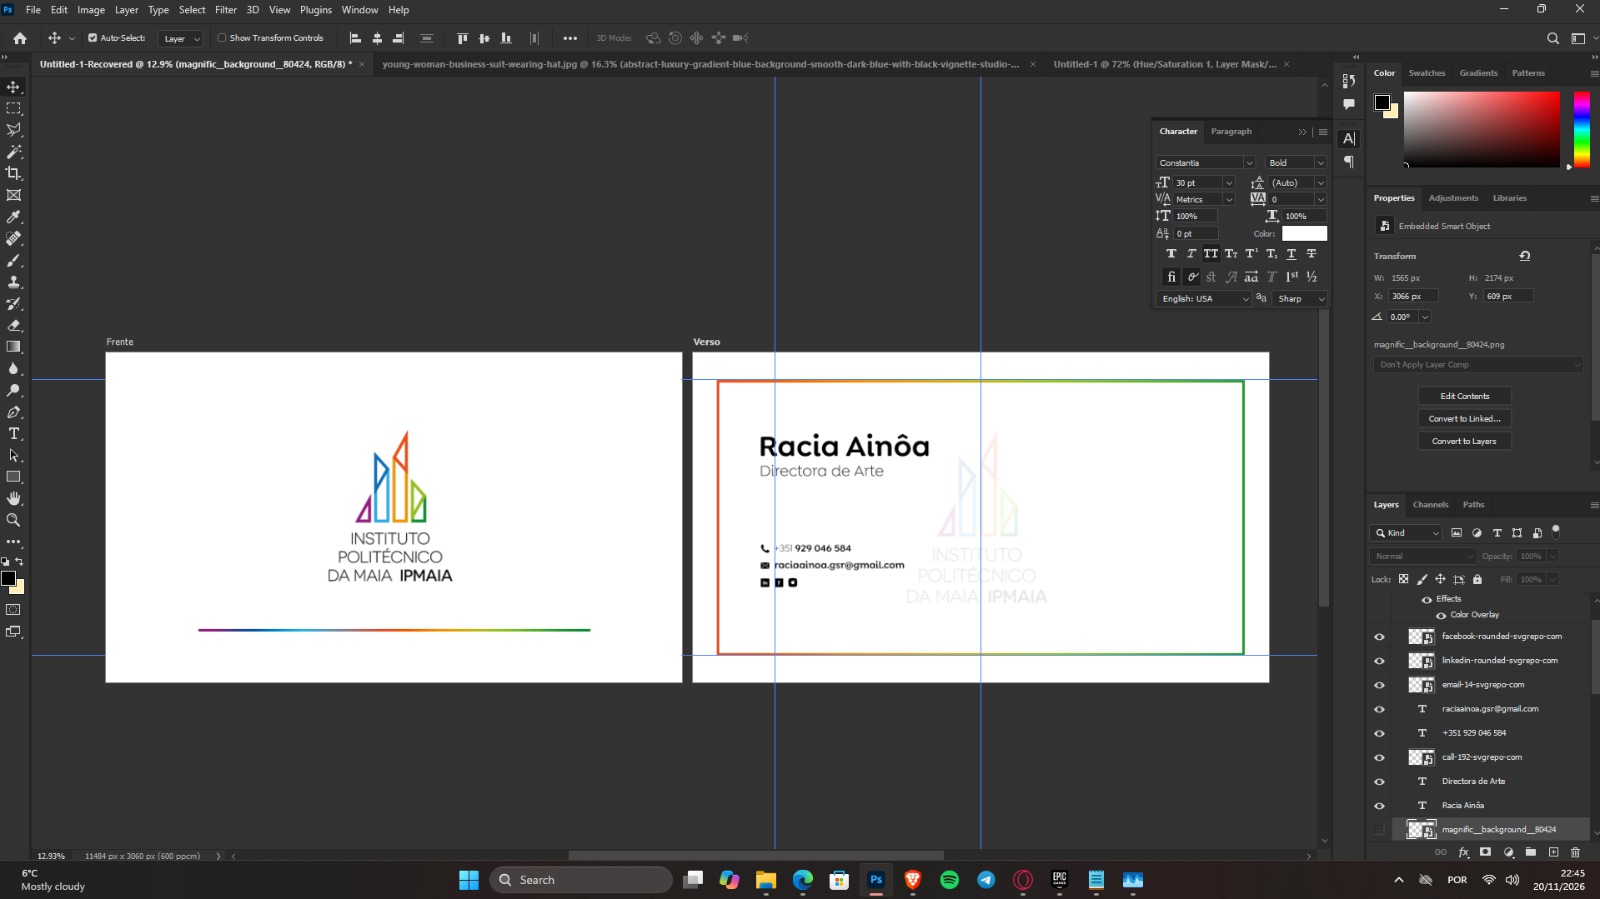 File Edit Image Layer Type Select Filter 3D View Plugins Window Help
Auto-Select: Layer Show Transform Controls 3D Mode:
Untitled-1-Recovered @ 12.9% (magnific__background__80424, RGB/8) *
young-woman-business-suit-wearing-hat.jpg @ 16.3% (abstract-luxury-gradient-blue-background-smooth-dark-blue-with-black-vignette-studio-...
Untitled-1 @ 72% (Hue/Saturation 1, Layer Mask/...
Frente
INSTITUTO
POLITÉCNICO
DA MAIA IPMAIA
Verso
Racia Ainôa
Directora de Arte
+351 929 046 584
raciaainoa.gsr@gmail.com
INSTITUTO
POLITÉCNICO
DA MAIA IPMAIA
Character Paragraph
Constantia Bold
30 pt (Auto)
Metrics 0
100% 100%
0 pt Color:
English: USA Sharp
Color Swatches Gradients Patterns
Properties Adjustments Libraries
Embedded Smart Object
Transform
W: 1565 px H: 2174 px
X: 3066 px Y: 609 px
0.00°
magnific__background__80424.png
Don't Apply Layer Comp
Edit Contents
Convert to Linked...
Convert to Layers
Layers Channels Paths
Kind
Normal Opacity: 100%
Lock: Fill: 100%
Effects
Color Overlay
facebook-rounded-svgrepo-com
linkedin-rounded-svgrepo-com
email-14-svgrepo-com
raciaainoa.gsr@gmail.com
+351 929 046 584
call-192-svgrepo-com
Directora de Arte
Racia Ainôa
magnific__background__80424
12.93% 11484 px x 3060 px (600 ppcm)
6°C
Mostly cloudy
Search
POR
22:45
20/11/2026